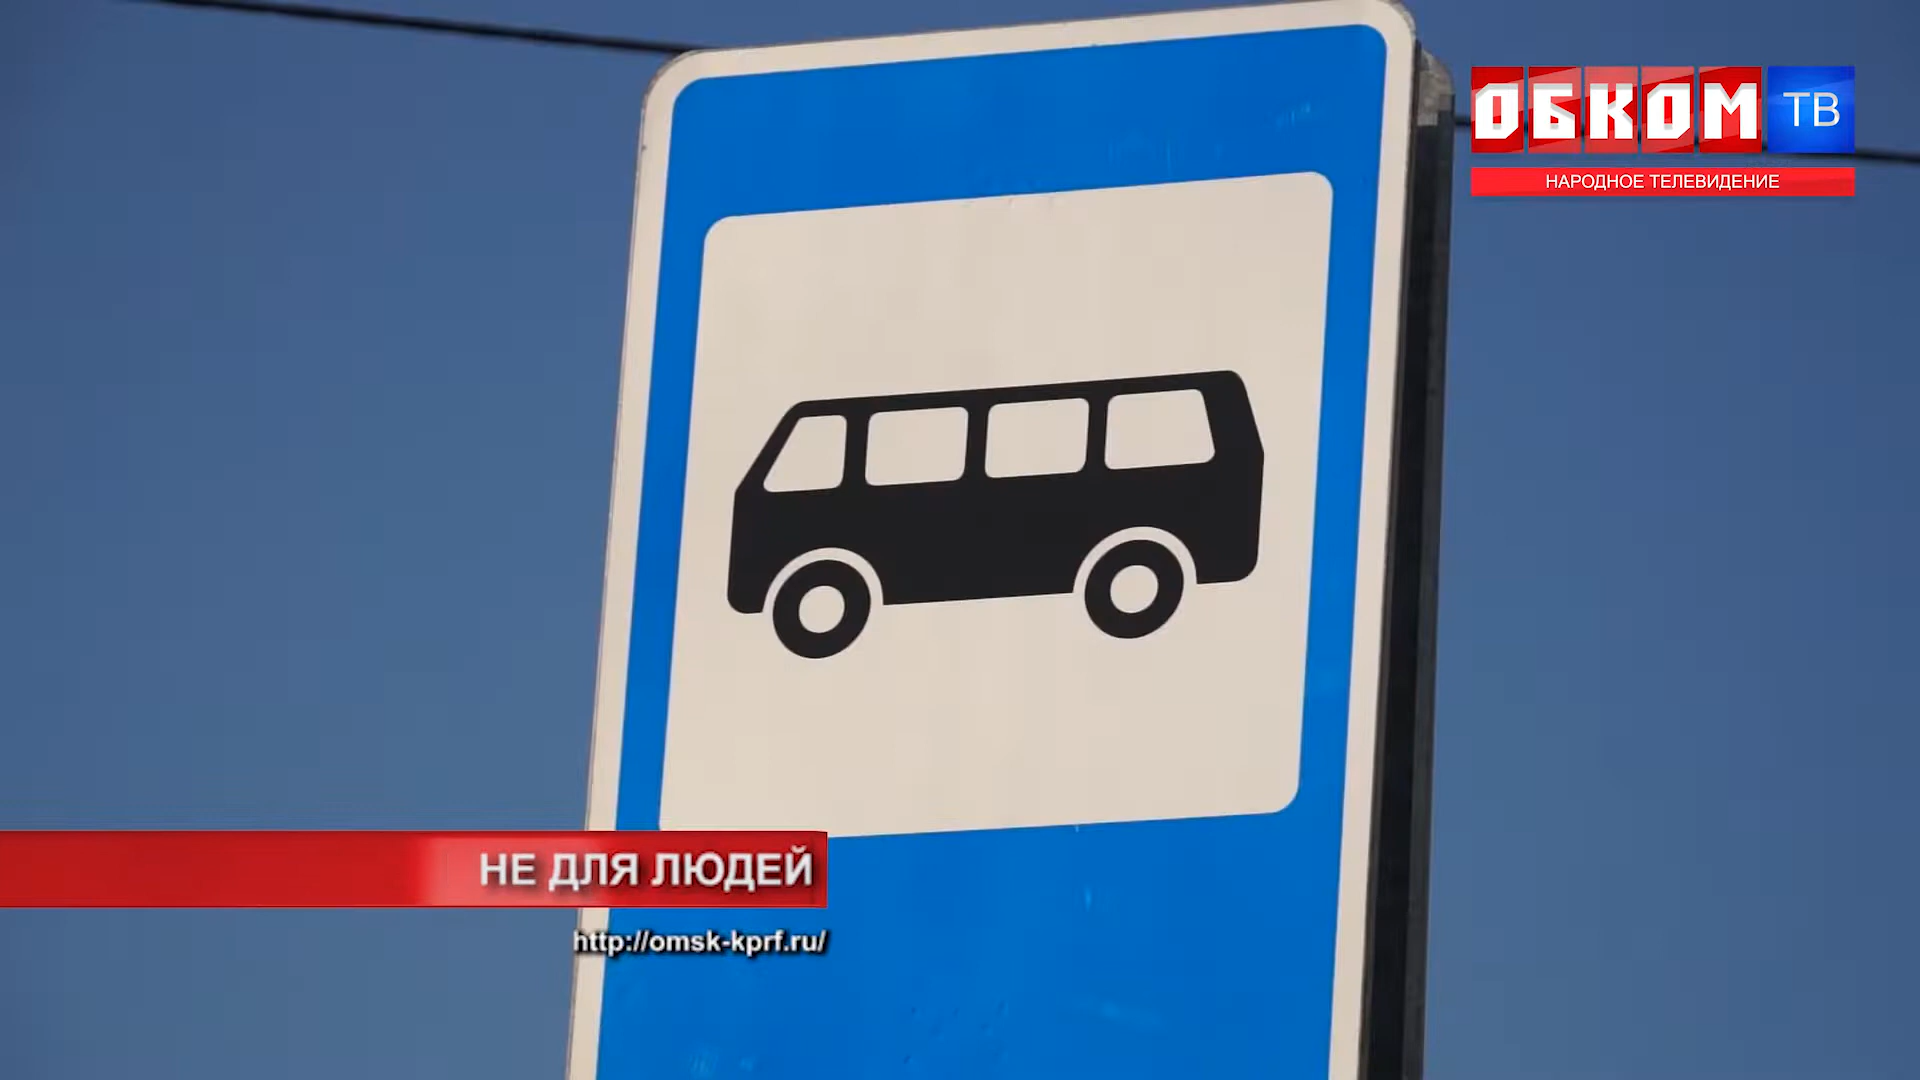 ОБКОМ ТВ
НАРОДНОЕ ТЕЛЕВИДЕНИЕ
НЕ ДЛЯ ЛЮДЕЙ
http://omsk-kprf.ru/